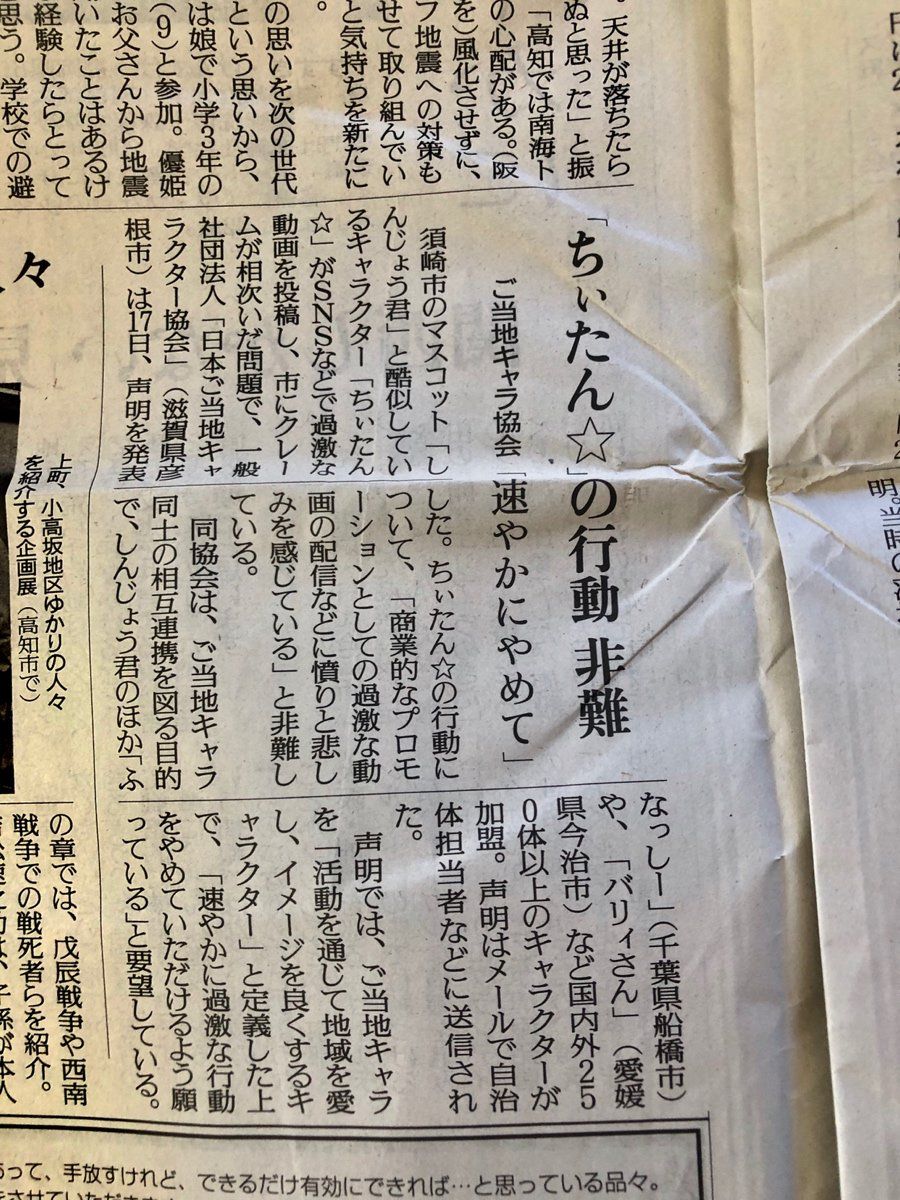 「ちぃたん☆」の行動 非難
ご当地キャラ協会「速やかにやめて」
須崎市のマスコット「し
んじょう君」と酷似してい
るキャラクター「ちぃたん
☆」がSNSなどで過激な
動画を投稿し、市にクレー
ムが相次いだ問題で、一般
社団法人「日本ご当地キャ
ラクター協会」（滋賀県彦
根市）は17日、声明を発表
した。ちぃたん☆の行動に
ついて、「商業的なプロモ
ーションとしての過激な動
画の配信などに憤りと悲し
みを感じている」と非難し
ている。
同協会は、ご当地キャラ
同士の相互連携を図る目的
で、しんじょう君のほか「ふ
なっしー」（千葉県船橋市）
や、「バリィさん」（愛媛
県今治市）など国内外25
0体以上のキャラクターが
加盟。声明はメールで自治
体担当者などに送信され
た。
声明では、ご当地キャラ
を「活動を通じて地域を愛
し、イメージを良くするキ
ャラクター」と定義した上
で、「速やかに過激な行動
をやめていただけるよう願
っている」と要望している。
。天井が落ちたら
ぬと思った」と振
「高知では南海ト
の心配がある。（阪
を）風化させずに、
フ地震への対策も
せて取り組んでい
と気持ちを新たに
。
の思いを次の世代
という思いから、
は娘で小学3年の
（9）と参加。優姫
お父さんから地震
いたことはあるけ
経験したらとって
思う。学校での避
々
上町、小高坂地区ゆかりの人々
を紹介する企画展（高知市で）
の章では、戊辰戦争や西南
戦争での戦死者らを紹介。
明。当時の
あって、手放すけれど、できるだけ有効にできれば…と思っている品々。